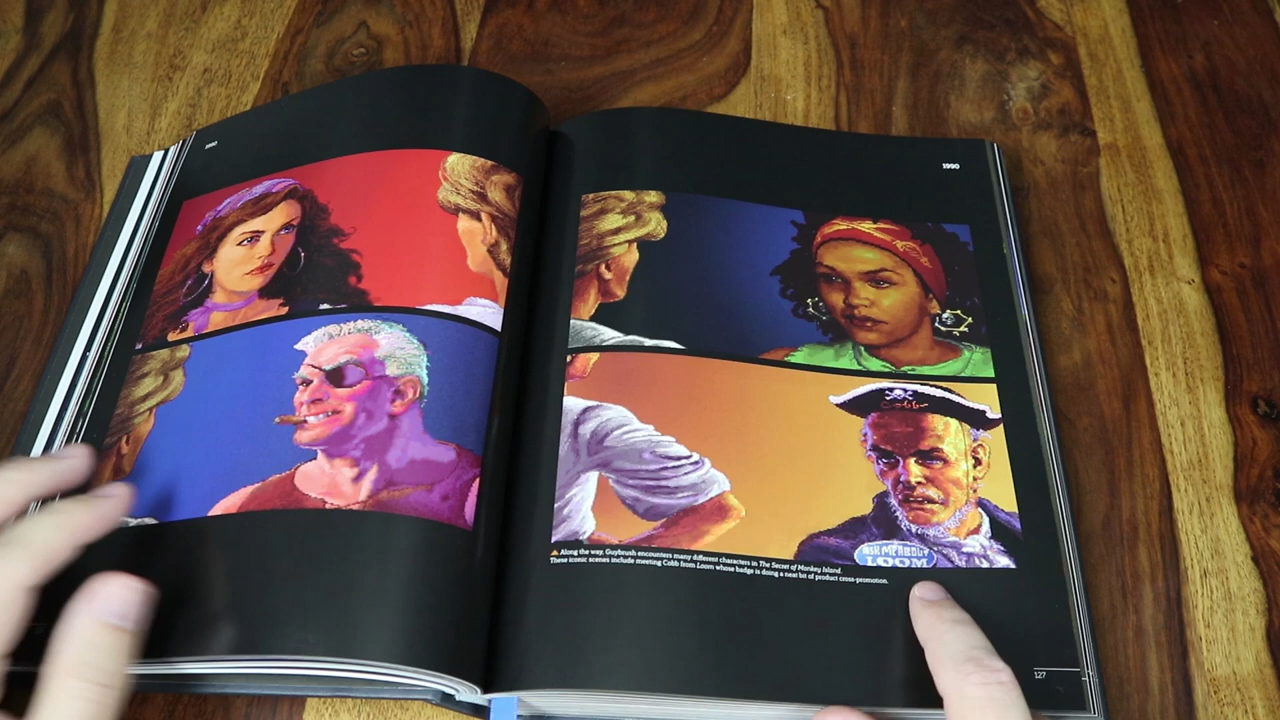 1990
1990
Cobb
ASK ME ABOUT
LOOM
Along the way, Guybrush encounters many different characters in The Secret of Monkey Island.
These iconic scenes include meeting Cobb from Loom whose badge is doing a neat bit of product cross-promotion.
127